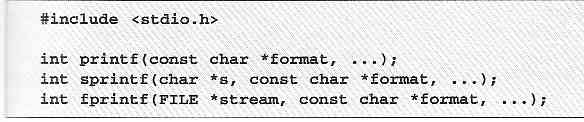 #include <stdio.h>
int printf(const char *format, ...);
int sprintf(char *s, const char *format, ...);
int fprintf(FILE *stream, const char *format, ...);